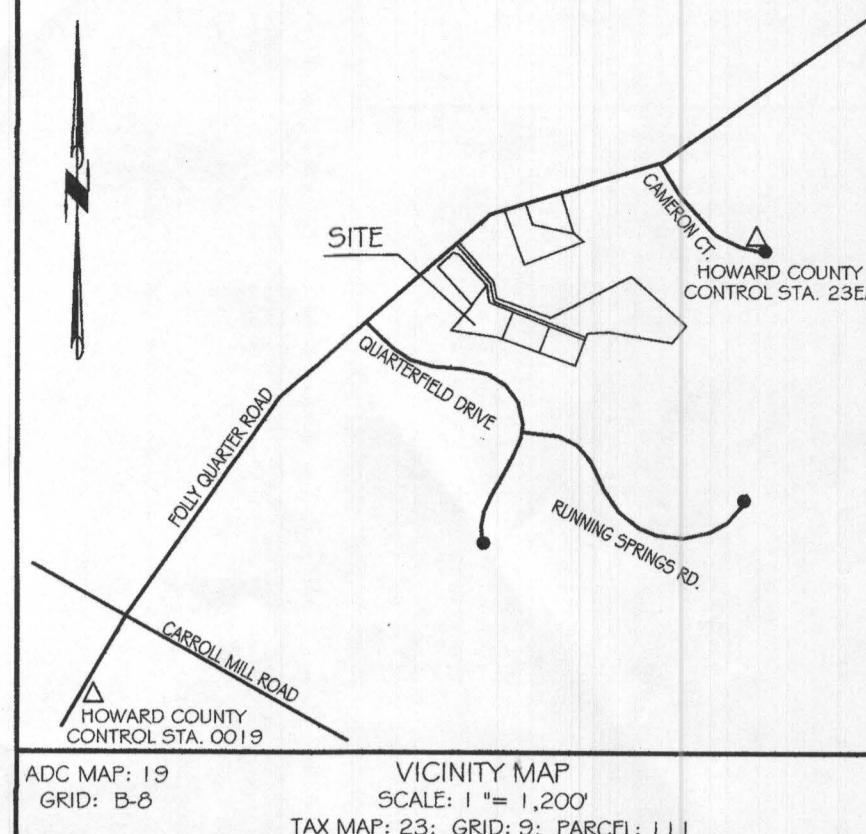 CAMERON CT.
SITE
HOWARD COUNTY
CONTROL STA. 23EA
QUARTERFIELD DRIVE
FOLLY QUARTER ROAD
RUNNING SPRINGS RD.
CARROLL MILL ROAD
HOWARD COUNTY
CONTROL STA. 0019
ADC MAP: 19
GRID: B-8
VICINITY MAP
SCALE: 1 "= 1,200'
TAX MAP: 23; GRID: 9; PARCEL: 111